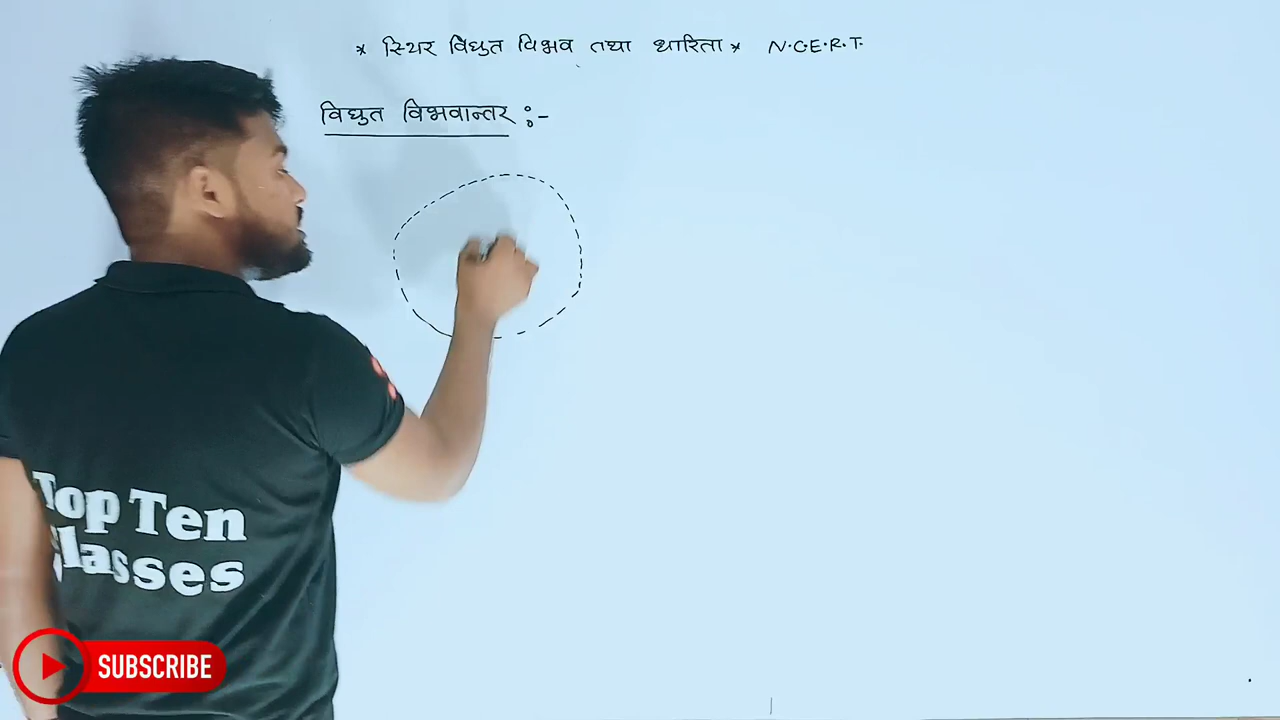 * स्थिर विद्युत विभव तथा धारिता * N.C.E.R.T.
विद्युत विभवान्तर :-
Top Ten
Classes
SUBSCRIBE